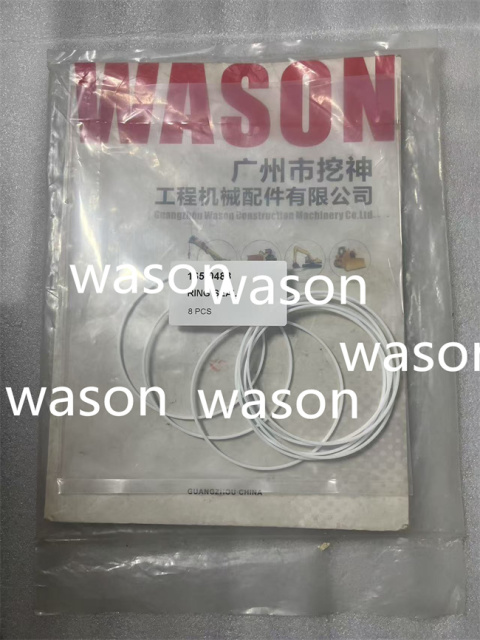 WASON
广州市挖神
工程机械配件有限公司
Guangzhou Wason Construction Machinery Co.,Ltd.
wason
wason
RING
8 PCS
wason
wason
wason
GUANGZHOU CHINA